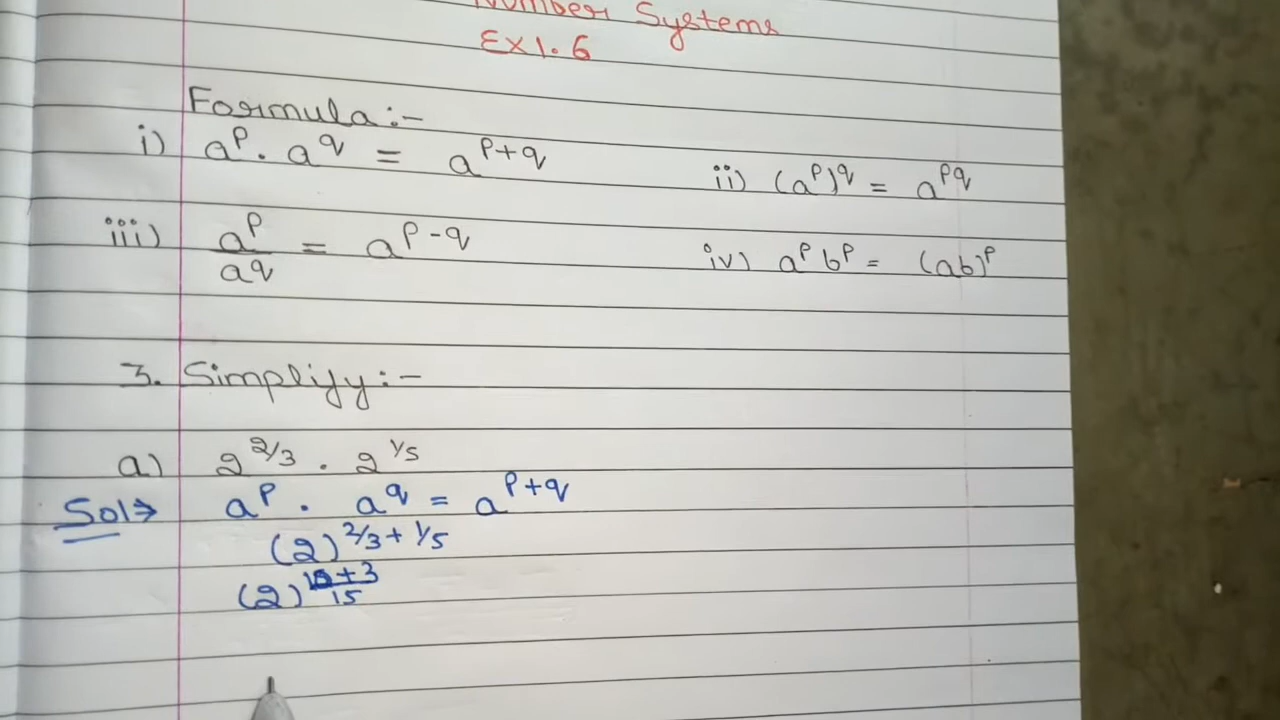 Number Systems
Ex 1.6
Formula :-
i) a^p . a^q = a^(p+q)
ii) (a^p)^q = a^(pq)
iii) a^p / a^q = a^(p-q)
iv) a^p b^p = (ab)^p
3. Simplify :-
a) 2^(2/3) . 2^(1/5)
Sol⇒ a^p . a^q = a^(p+q)
(2)^(2/3 + 1/5)
(2)^((10+3)/15)